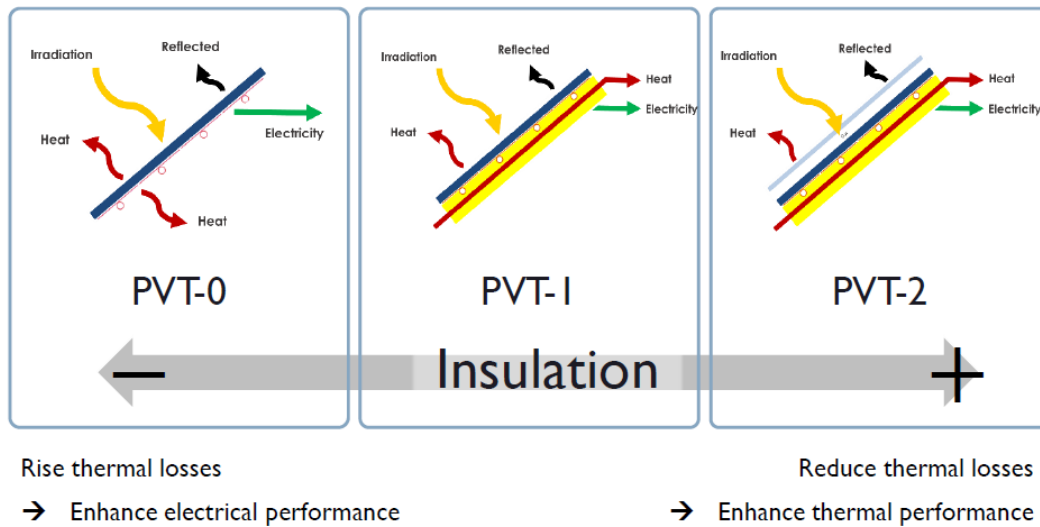 Irradiation
Reflected
Heat
Electricity
Heat
PVT-0
Irradiation
Reflected
Heat
Electricity
Heat
PVT-1
Irradiation
Reflected
Heat
Electricity
Heat
PVT-2
− Insulation +
Rise thermal losses
→ Enhance electrical performance
Reduce thermal losses
→ Enhance thermal performance